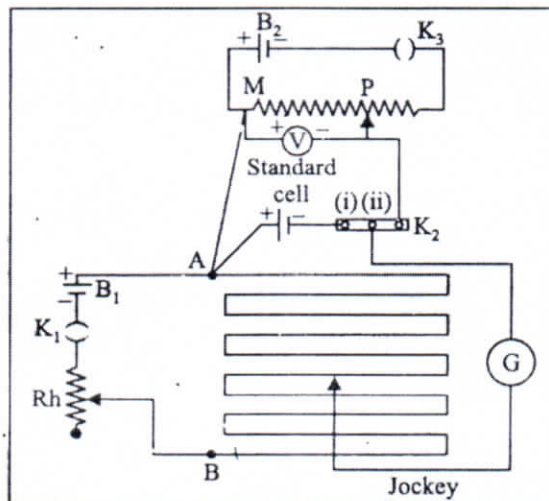 + B₂ − K₃
M P
+ V −
Standard
cell
(i) (ii)
+ − K₂
A
+
− B₁
K₁
G
Rh
B
Jockey